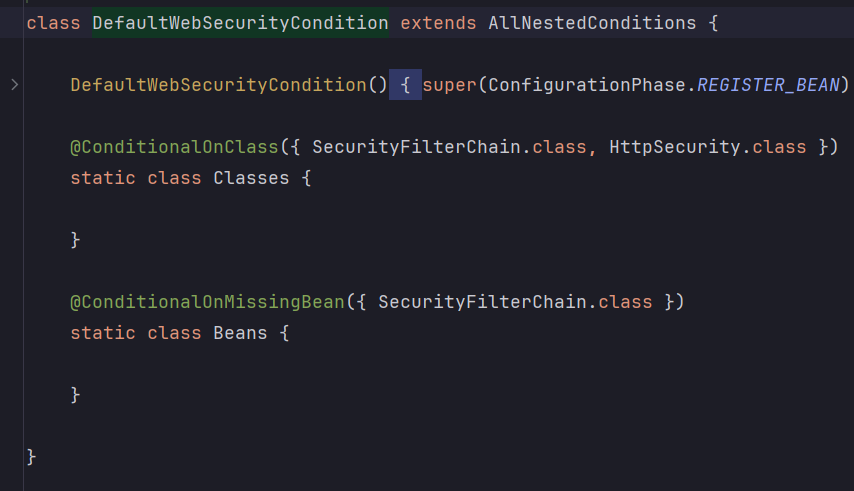 class DefaultWebSecurityCondition extends AllNestedConditions {
DefaultWebSecurityCondition() { super(ConfigurationPhase.REGISTER_BEAN)
@ConditionalOnClass({ SecurityFilterChain.class, HttpSecurity.class })
static class Classes {
}
@ConditionalOnMissingBean({ SecurityFilterChain.class })
static class Beans {
}
}